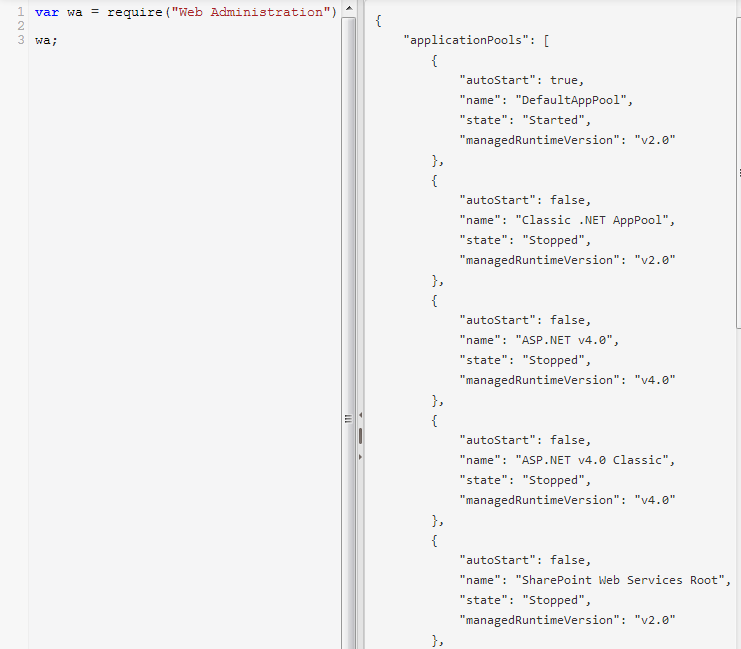 1 var wa = require("Web Administration")
2
3 wa;
{
    "applicationPools": [
        {
            "autoStart": true,
            "name": "DefaultAppPool",
            "state": "Started",
            "managedRuntimeVersion": "v2.0"
        },
        {
            "autoStart": false,
            "name": "Classic .NET AppPool",
            "state": "Stopped",
            "managedRuntimeVersion": "v2.0"
        },
        {
            "autoStart": false,
            "name": "ASP.NET v4.0",
            "state": "Stopped",
            "managedRuntimeVersion": "v4.0"
        },
        {
            "autoStart": false,
            "name": "ASP.NET v4.0 Classic",
            "state": "Stopped",
            "managedRuntimeVersion": "v4.0"
        },
        {
            "autoStart": false,
            "name": "SharePoint Web Services Root",
            "state": "Stopped",
            "managedRuntimeVersion": "v2.0"
        },